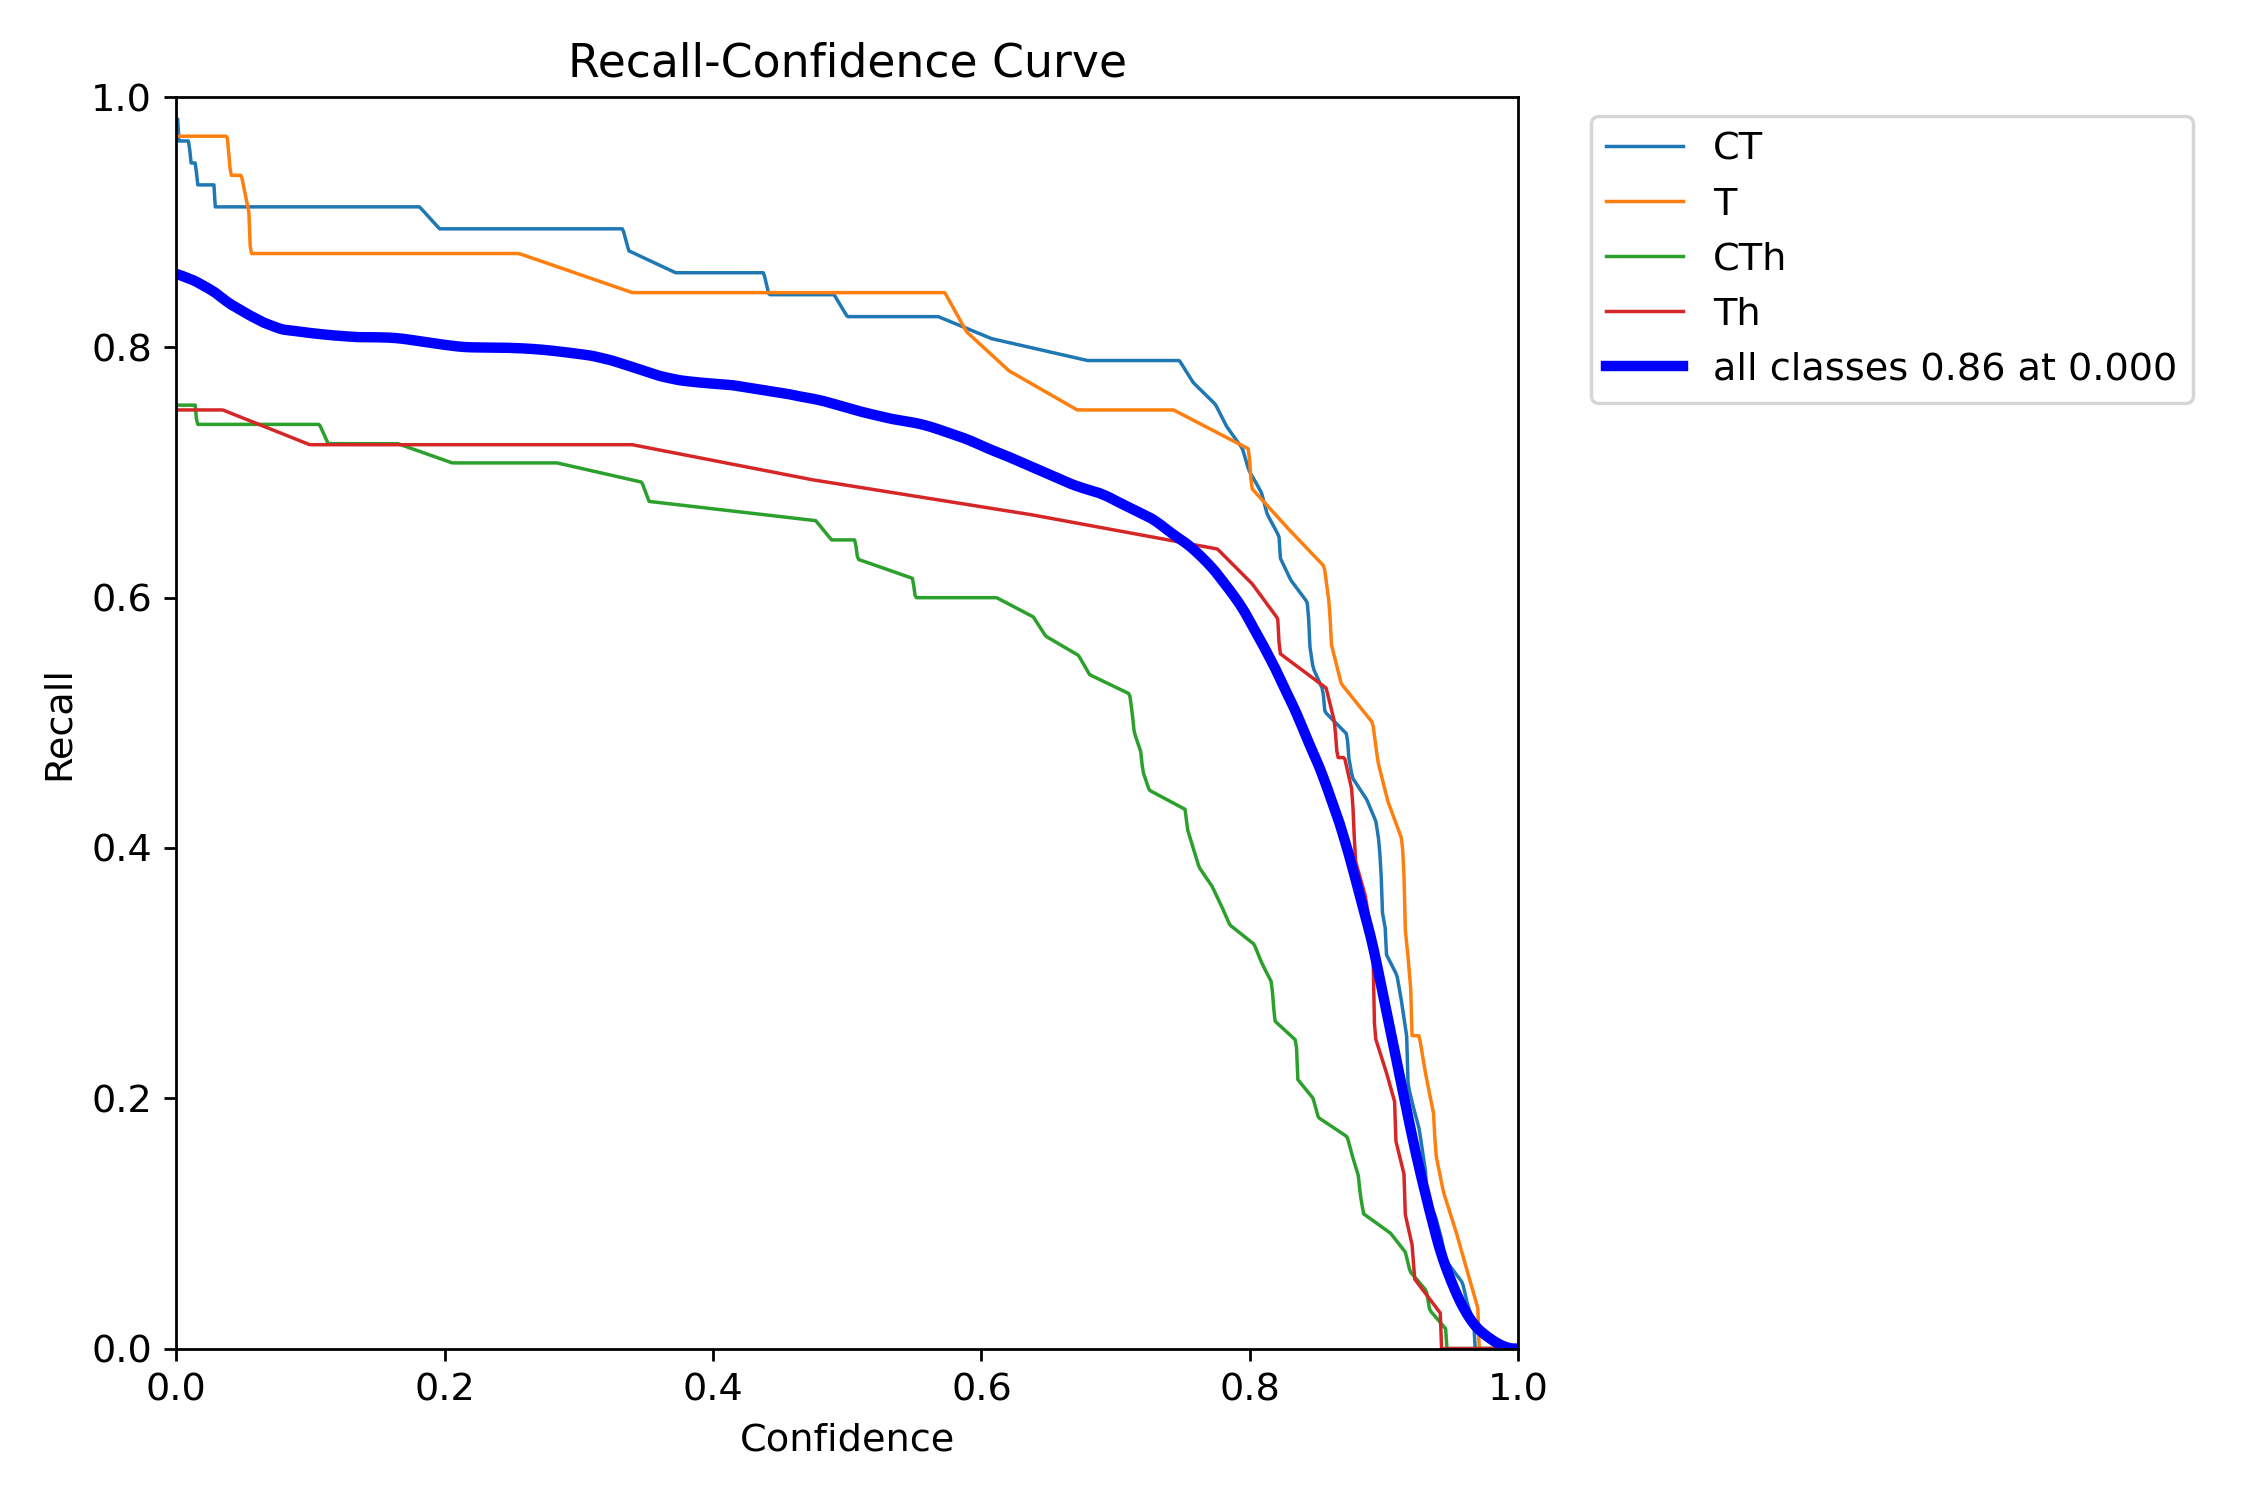 Recall-Confidence Curve
1.0
0.8
0.6
0.4
0.2
0.0
Recall
0.0 0.2 0.4 0.6 0.8 1.0
Confidence
CT
T
CTh
Th
all classes 0.86 at 0.000